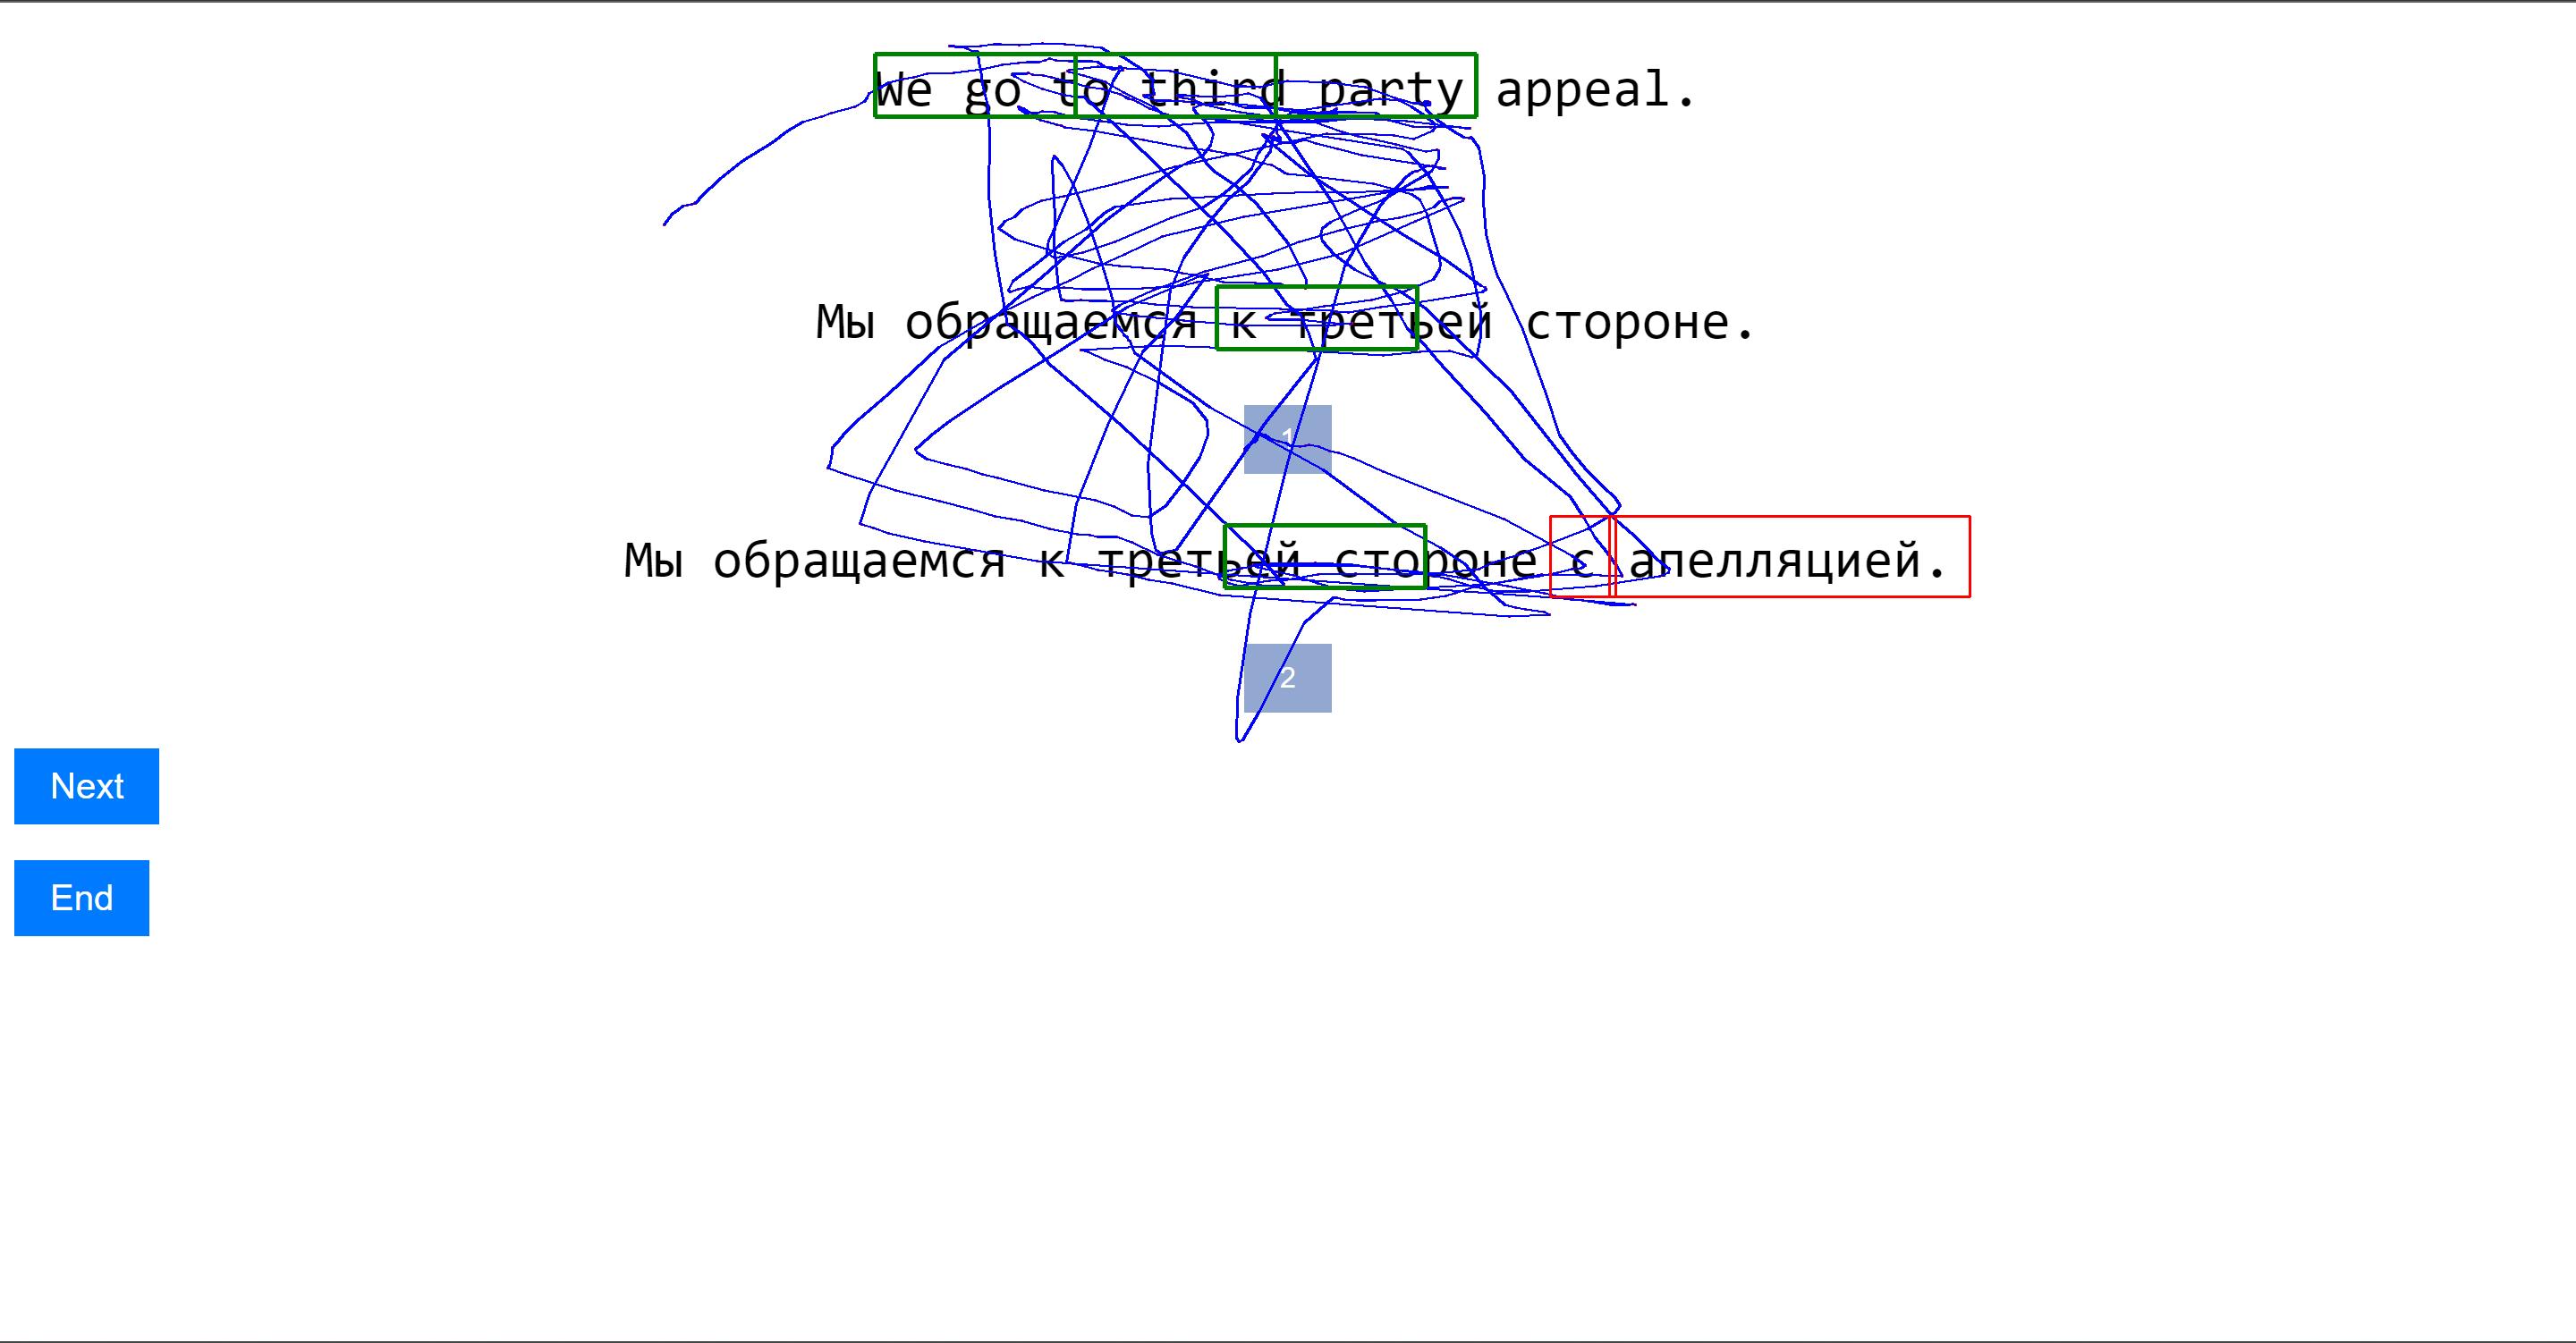 We go to third party appeal.
Мы обращаемся к третьей стороне.
1
Мы обращаемся к третьей стороне с апелляцией.
2
Next
End